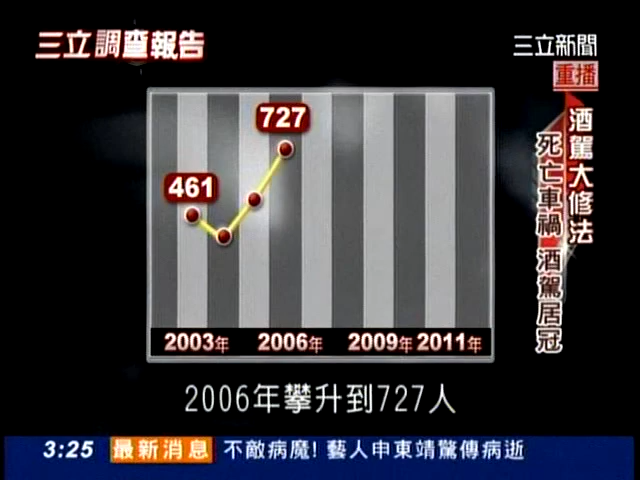 三立調查報告
三立新聞
重播
酒駕大修法
死亡車禍 酒駕居冠
727
461
2003年 2006年 2009年 2011年
2006年攀升到727人
3:25 最新消息 不敵病魔! 藝人申東靖驚傳病逝